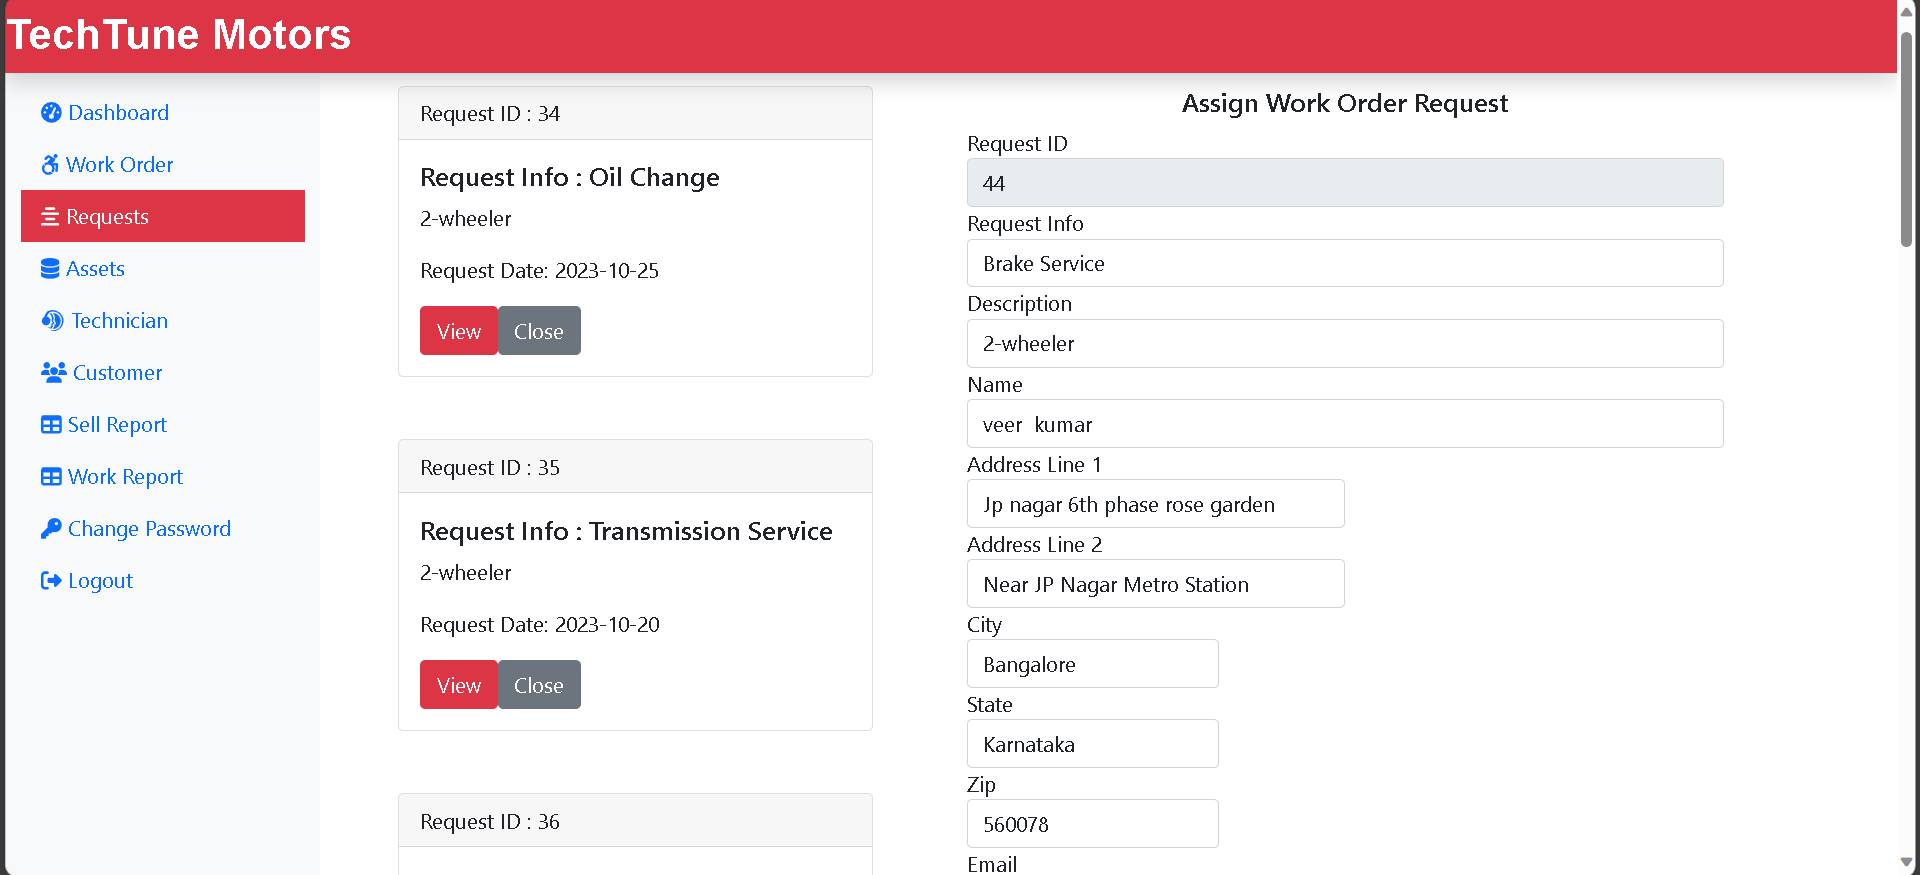 TechTune Motors
Dashboard
Work Order
Requests
Assets
Technician
Customer
Sell Report
Work Report
Change Password
Logout
Request ID : 34
Request Info : Oil Change
2-wheeler
Request Date: 2023-10-25
View Close
Request ID : 35
Request Info : Transmission Service
2-wheeler
Request Date: 2023-10-20
View Close
Request ID : 36
Assign Work Order Request
Request ID
44
Request Info
Brake Service
Description
2-wheeler
Name
veer  kumar
Address Line 1
Jp nagar 6th phase rose garden
Address Line 2
Near JP Nagar Metro Station
City
Bangalore
State
Karnataka
Zip
560078
Email